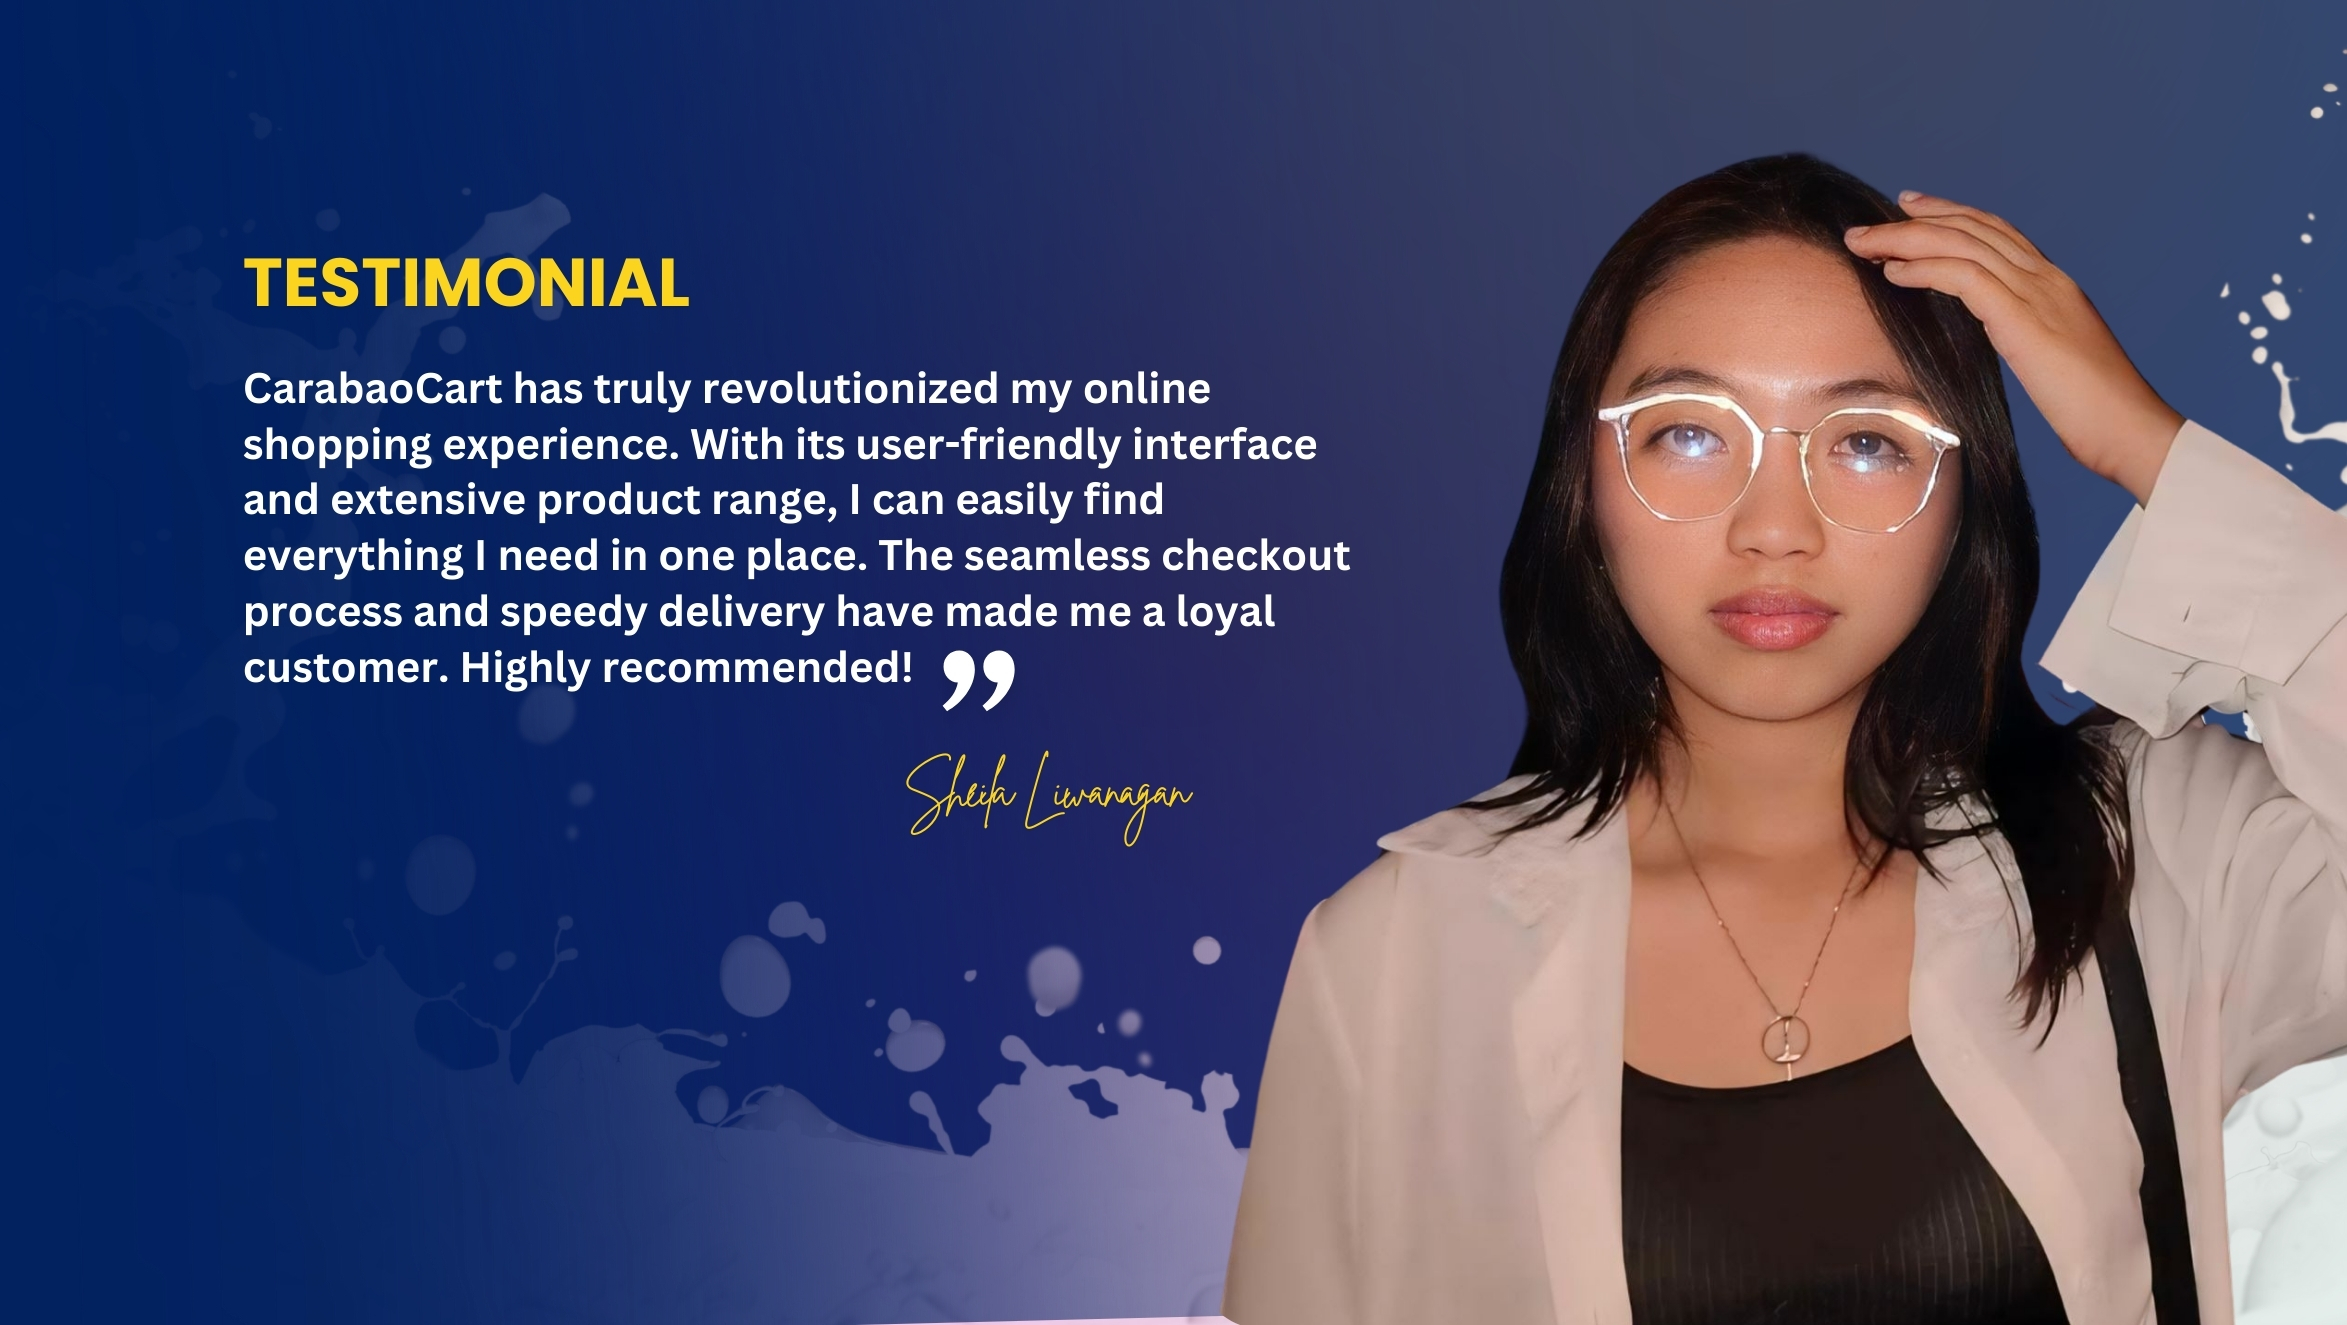 TESTIMONIAL
CarabaoCart has truly revolutionized my online
shopping experience. With its user-friendly interface
and extensive product range, I can easily find
everything I need in one place. The seamless checkout
process and speedy delivery have made me a loyal
customer. Highly recommended! ”
Sheila Liwanagan